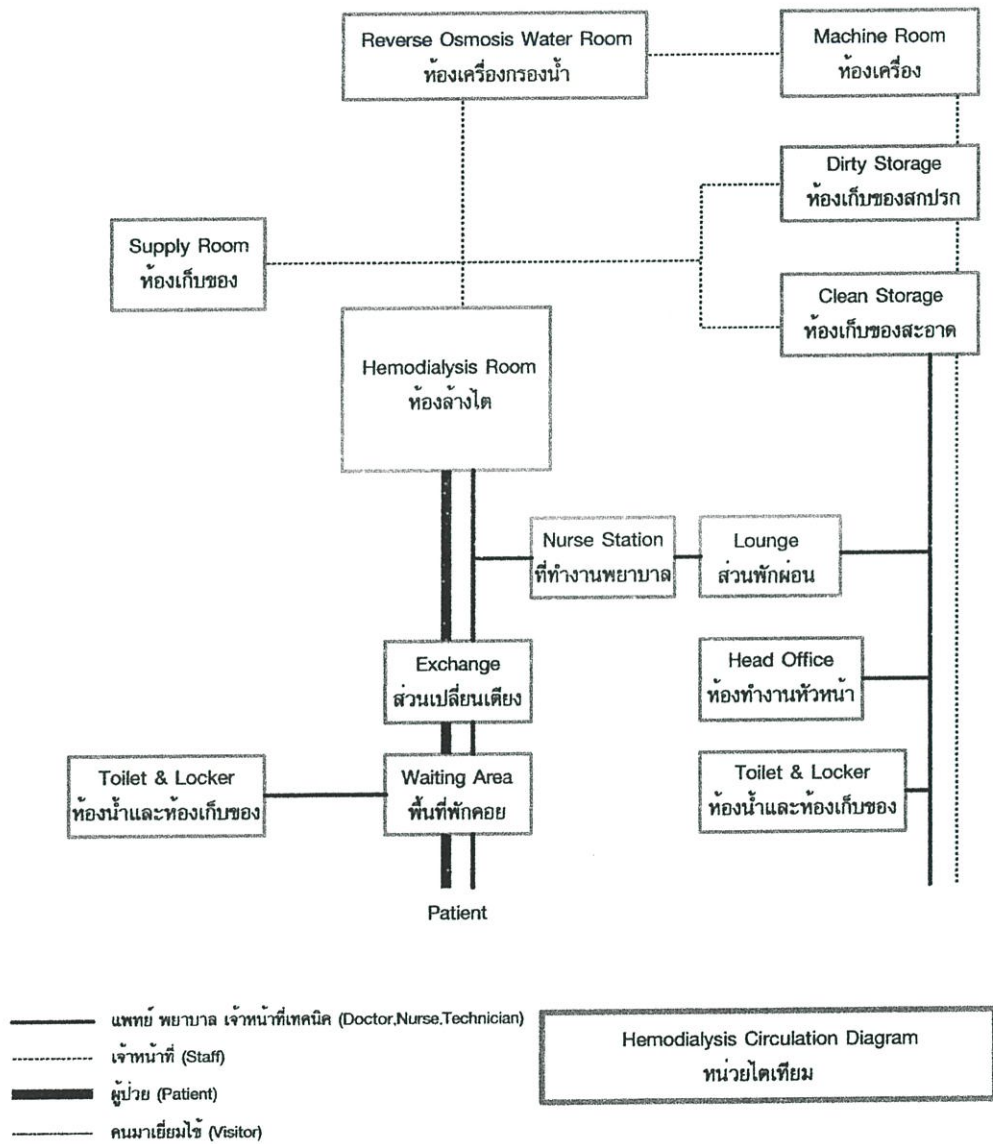 Reverse Osmosis Water Room
ห้องเครื่องกรองน้ำ
Machine Room
ห้องเครื่อง
Dirty Storage
ห้องเก็บของสกปรก
Supply Room
ห้องเก็บของ
Clean Storage
ห้องเก็บของสะอาด
Hemodialysis Room
ห้องล้างไต
Nurse Station
ที่ทำงานพยาบาล
Lounge
ส่วนพักผ่อน
Exchange
ส่วนเปลี่ยนเตียง
Head Office
ห้องทำงานหัวหน้า
Toilet & Locker
ห้องน้ำและห้องเก็บของ
Waiting Area
พื้นที่พักคอย
Toilet & Locker
ห้องน้ำและห้องเก็บของ
Patient
แพทย์ พยาบาล เจ้าหน้าที่เทคนิค (Doctor,Nurse.Technician)
เจ้าหน้าที่ (Staff)
ผู้ป่วย (Patient)
คนมาเยี่ยมไข้ (Visitor)
Hemodialysis Circulation Diagram
หน่วยไตเทียม